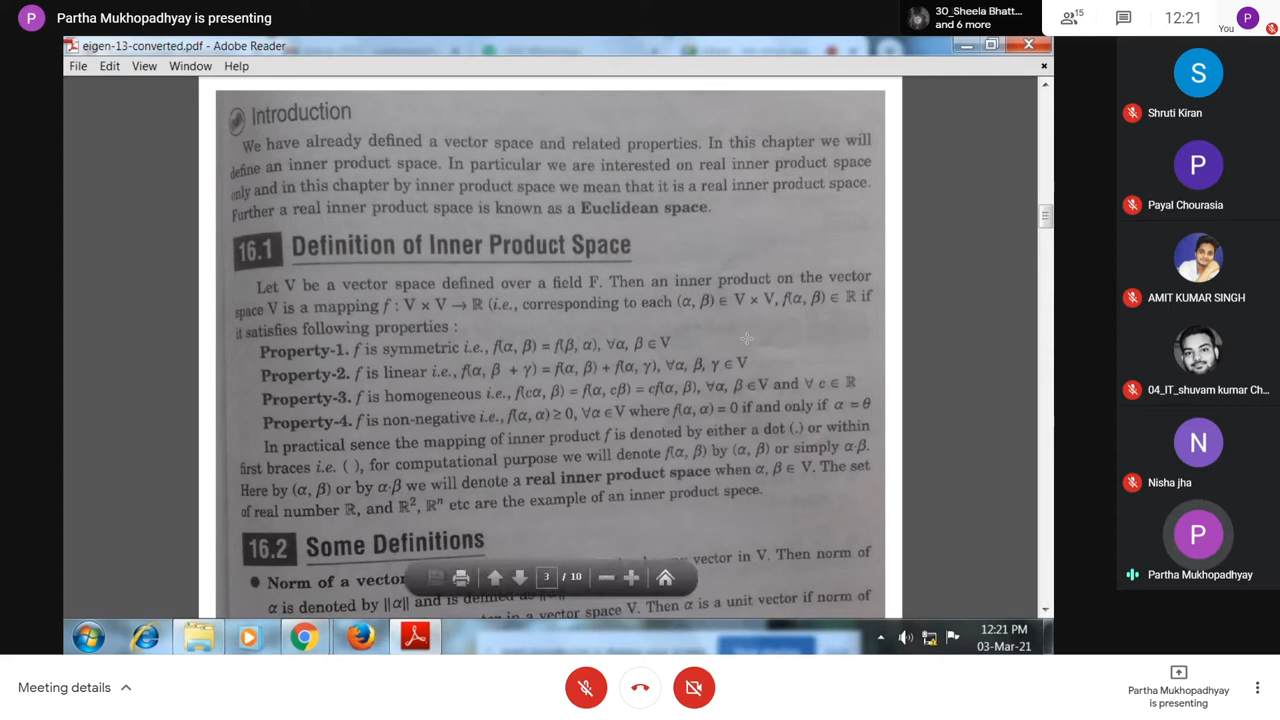 P Partha Mukhopadhyay is presenting
30_Sheela Bhatt...
and 6 more
15
12:21
P
You
eigen-13-converted.pdf - Adobe Reader
File Edit View Window Help
Introduction
We have already defined a vector space and related properties. In this chapter we will
define an inner product space. In particular we are interested on real inner product space
only and in this chapter by inner product space we mean that it is a real inner product space.
Further a real inner product space is known as a Euclidean space.
16.1 Definition of Inner Product Space
Let V be a vector space defined over a field F. Then an inner product on the vector
space V is a mapping f : V × V → ℝ (i.e., corresponding to each (α, β) ∈ V × V, f(α, β) ∈ ℝ if
it satisfies following properties :
Property-1. f is symmetric i.e., f(α, β) = f(β, α), ∀α, β ∈ V
Property-2. f is linear i.e., f(α, β + γ) = f(α, β) + f(α, γ), ∀α, β, γ ∈ V
Property-3. f is homogeneous i.e., f(cα, β) = f(α, cβ) = cf(α, β), ∀α, β ∈ V and ∀ c ∈ ℝ
Property-4. f is non-negative i.e., f(α, α) ≥ 0, ∀α ∈ V where f(α, α) = 0 if and only if α = θ
In practical sence the mapping of inner product f is denoted by either a dot (.) or within
first braces i.e. ( ), for computational purpose we will denote f(α, β) by (α, β) or simply α·β.
Here by (α, β) or by α·β we will denote a real inner product space when α, β ∈ V. The set
of real number ℝ, and ℝ², ℝⁿ etc are the example of an inner product spece.
16.2 Some Definitions
● Norm of a vector vector in V. Then norm of
α is denoted by ||α|| and is defined as
in a vector space V. Then α is a unit vector if norm of
3 / 10
S
Shruti Kiran
P
Payal Chourasia
AMIT KUMAR SINGH
04_IT_shuvam kumar Ch...
N
Nisha jha
P
Partha Mukhopadhyay
12:21 PM
03-Mar-21
Meeting details
Partha Mukhopadhyay
is presenting